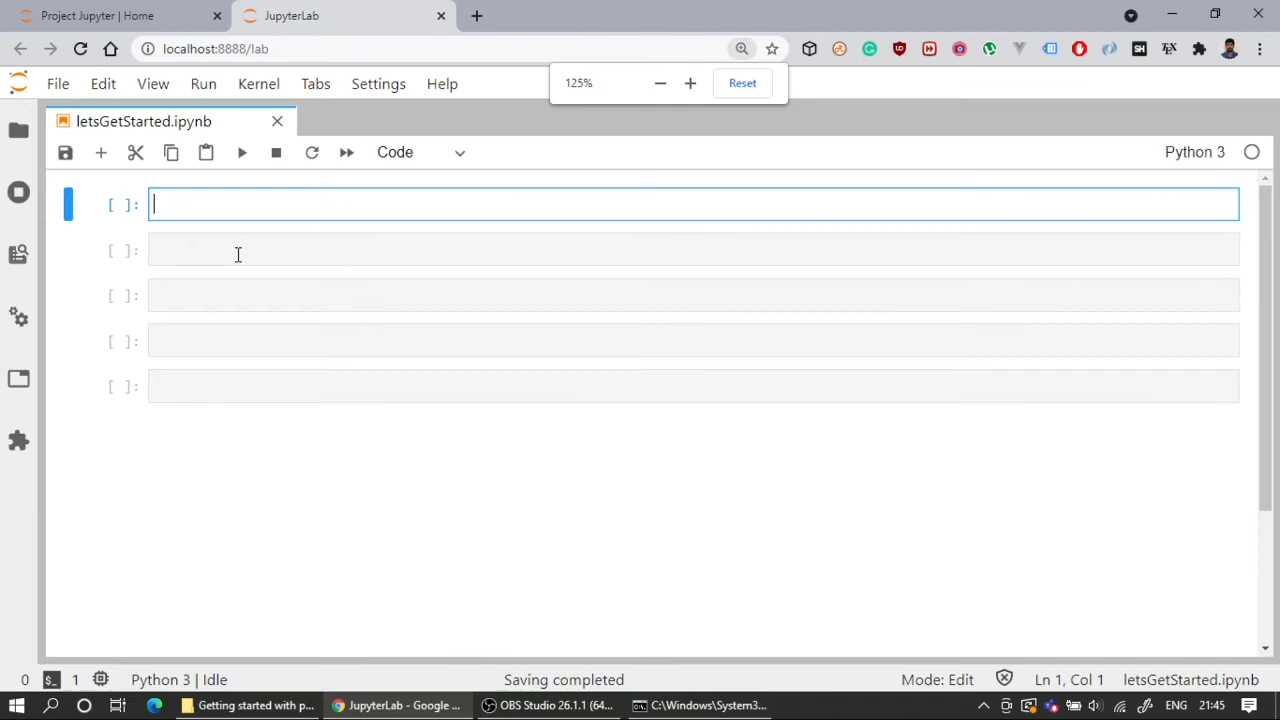 Project Jupyter | Home
JupyterLab
localhost:8888/lab
125%
Reset
File Edit View Run Kernel Tabs Settings Help
letsGetStarted.ipynb
Code
Python 3
[ ]:
[ ]:
[ ]:
[ ]:
[ ]:
0
1
Python 3 | Idle
Saving completed
Mode: Edit
Ln 1, Col 1
letsGetStarted.ipynb
Getting started with p...
JupyterLab - Google ...
OBS Studio 26.1.1 (64...
C:\Windows\System3...
ENG
21:45